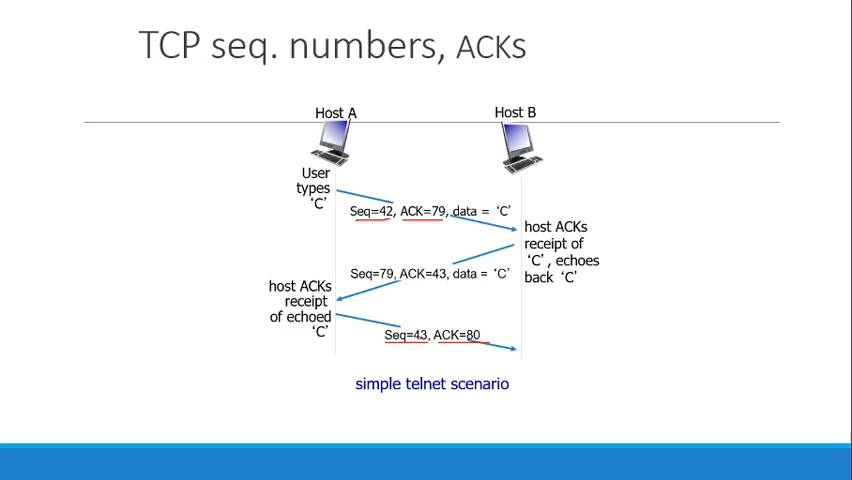 TCP seq. numbers, ACKs
Host A
Host B
User
types
‘C’
Seq=42, ACK=79, data = ‘C’
host ACKs
receipt of
‘C’, echoes
back ‘C’
Seq=79, ACK=43, data = ‘C’
host ACKs
receipt
of echoed
‘C’
Seq=43, ACK=80
simple telnet scenario